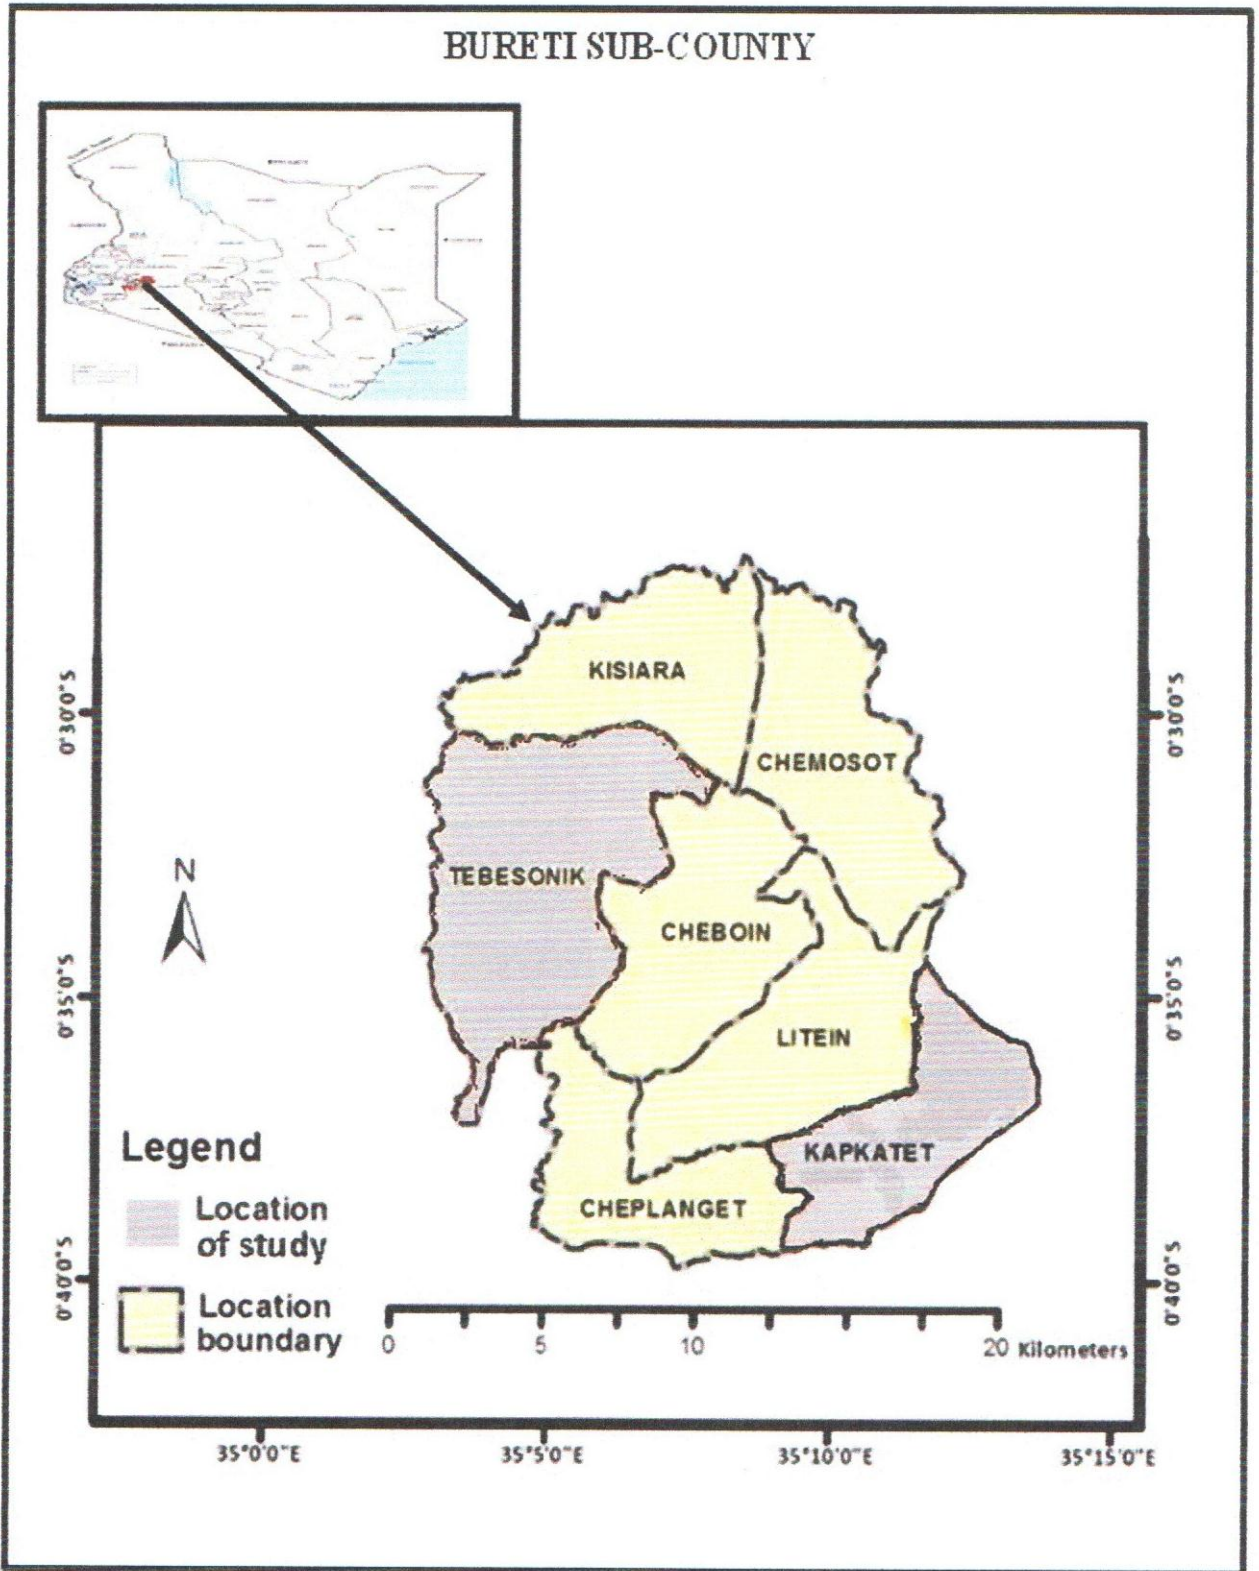 BURETI SUB-COUNTY
KISIARA
0°30'0"S
0°30'0"S
CHEMOSOT
TEBESONIK
N
CHEBOIN
0°35'0"S
0°35'0"S
LITEIN
Legend
KAPKATET
Location
of study
CHEPLANGET
0°40'0"S
0°40'0"S
Location
boundary
0 5 10 20 Kilometers
35°0'0"E 35°5'0"E 35°10'0"E 35°15'0"E